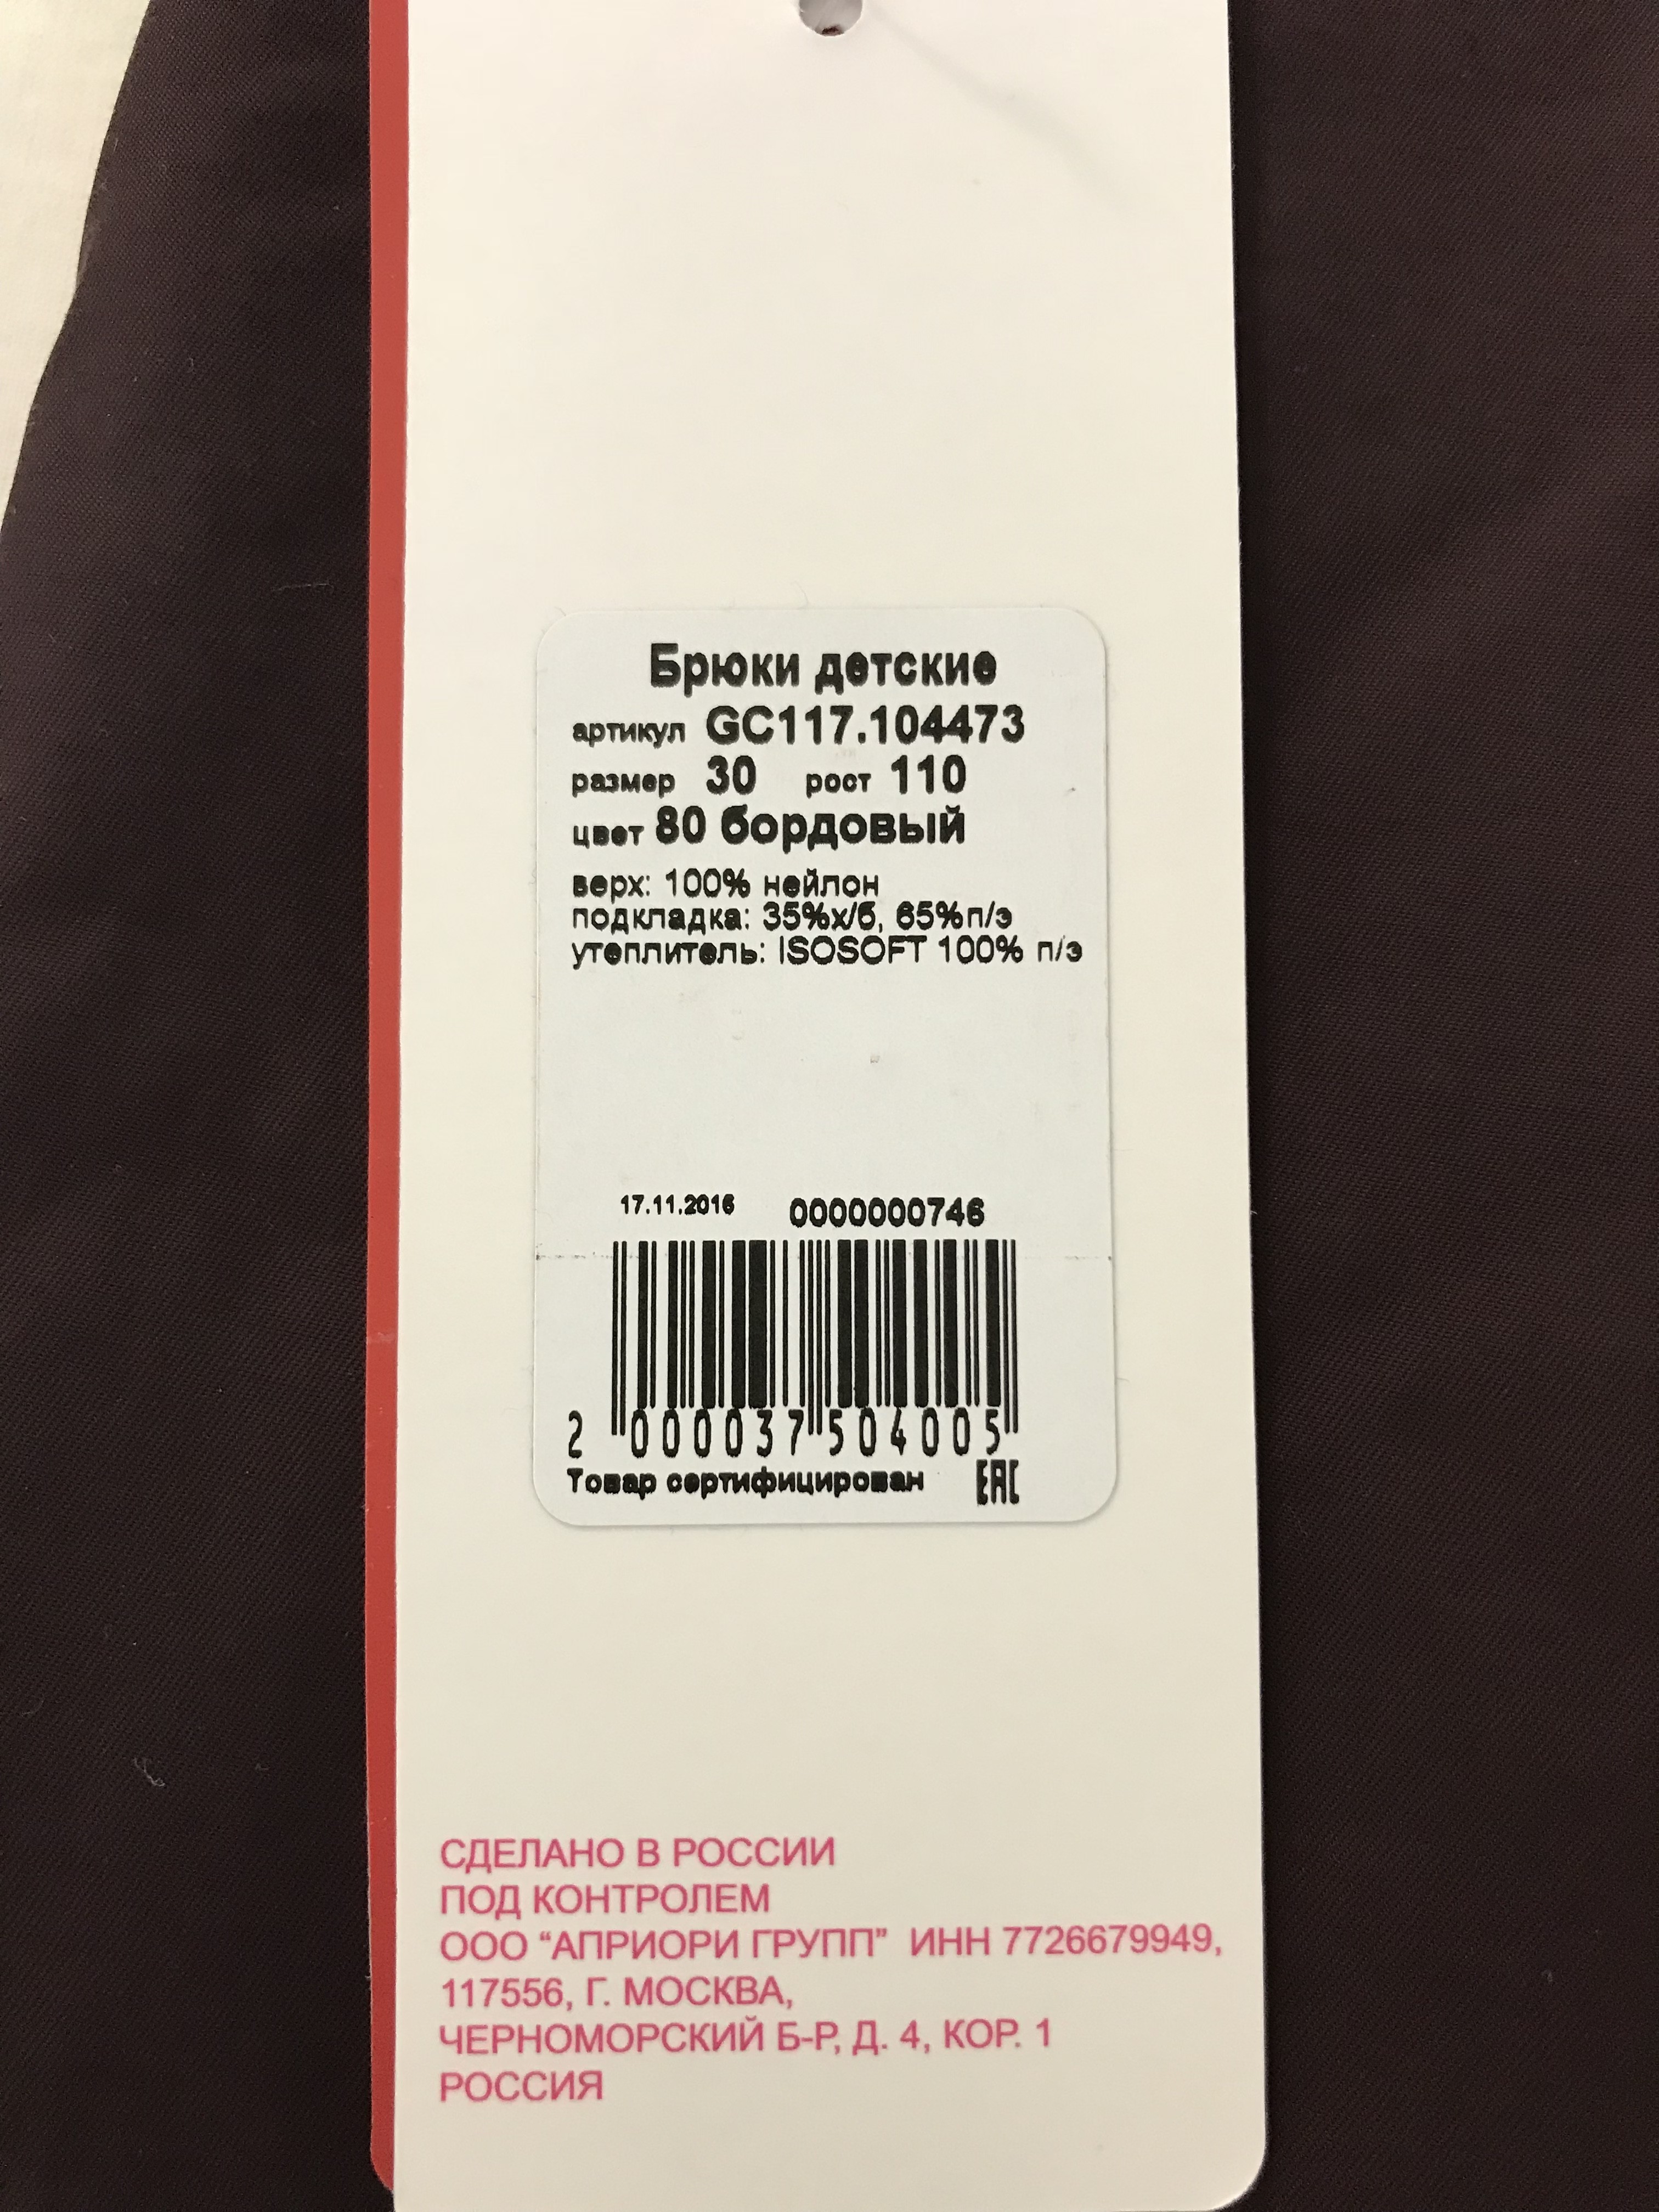 Брюки детские
артикул GC117.104473
размер 30 рост 110
цвет 80 бордовый
верх: 100% нейлон
подкладка: 35%х/б, 65%п/э
утеплитель: ISOSOFT 100% п/э
17.11.2016 0000000746
2 000037 504005
Товар сертифицирован EAC
СДЕЛАНО В РОССИИ
ПОД КОНТРОЛЕМ
ООО “АПРИОРИ ГРУПП” ИНН 7726679949,
117556, Г. МОСКВА,
ЧЕРНОМОРСКИЙ Б-Р, Д. 4, КОР. 1
РОССИЯ